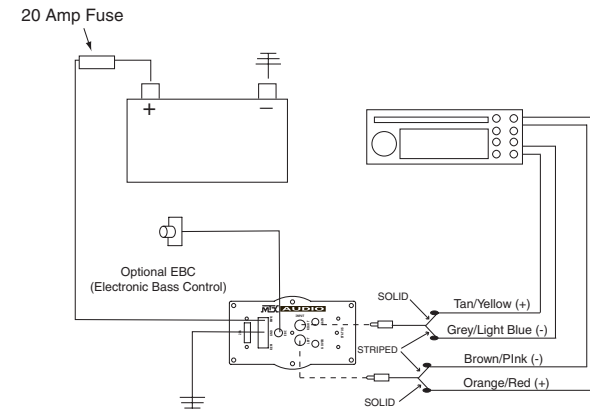 20 Amp Fuse
+
−
Optional EBC
(Electronic Bass Control)
MTX AUDIO
SOLID
Tan/Yellow (+)
Grey/Light Blue (-)
STRIPED
Brown/PInk (-)
Orange/Red (+)
SOLID